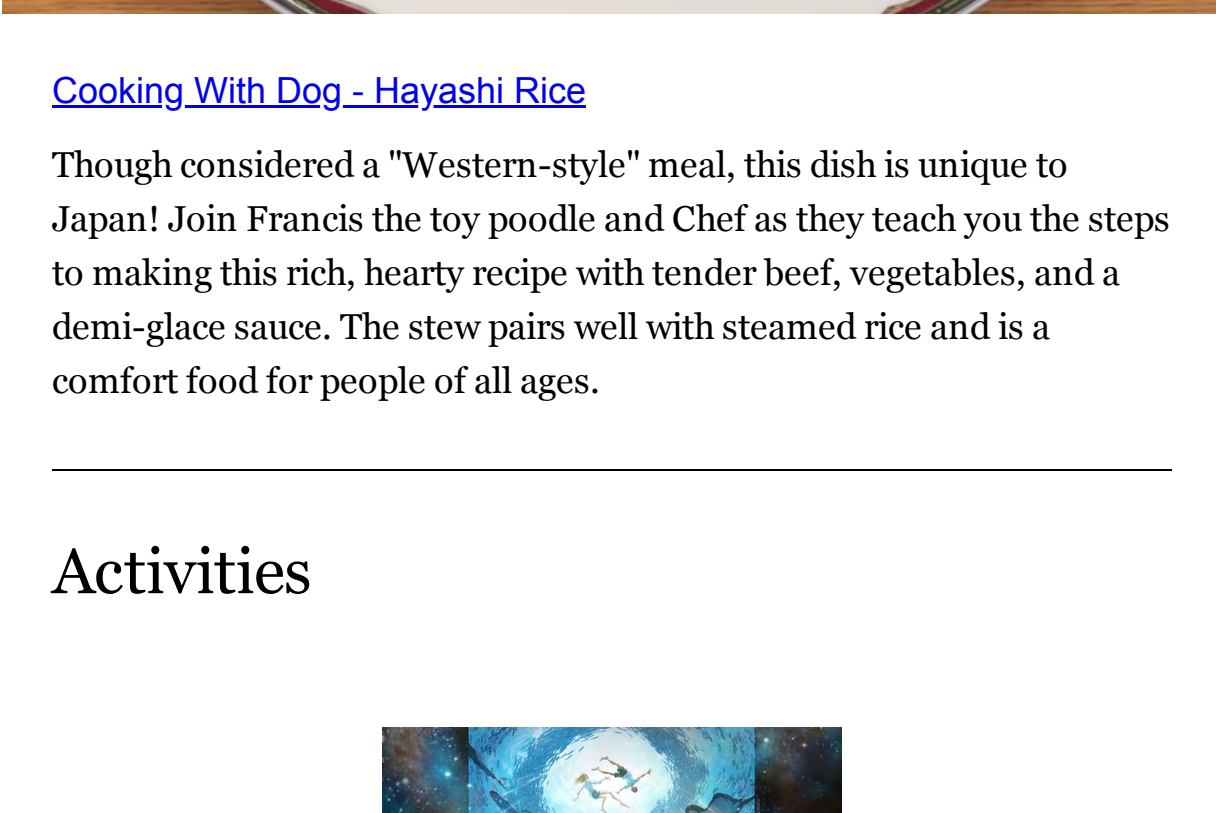 Cooking With Dog - Hayashi Rice
Though considered a "Western-style" meal, this dish is unique to
Japan! Join Francis the toy poodle and Chef as they teach you the steps
to making this rich, hearty recipe with tender beef, vegetables, and a
demi-glace sauce. The stew pairs well with steamed rice and is a
comfort food for people of all ages.
Activities